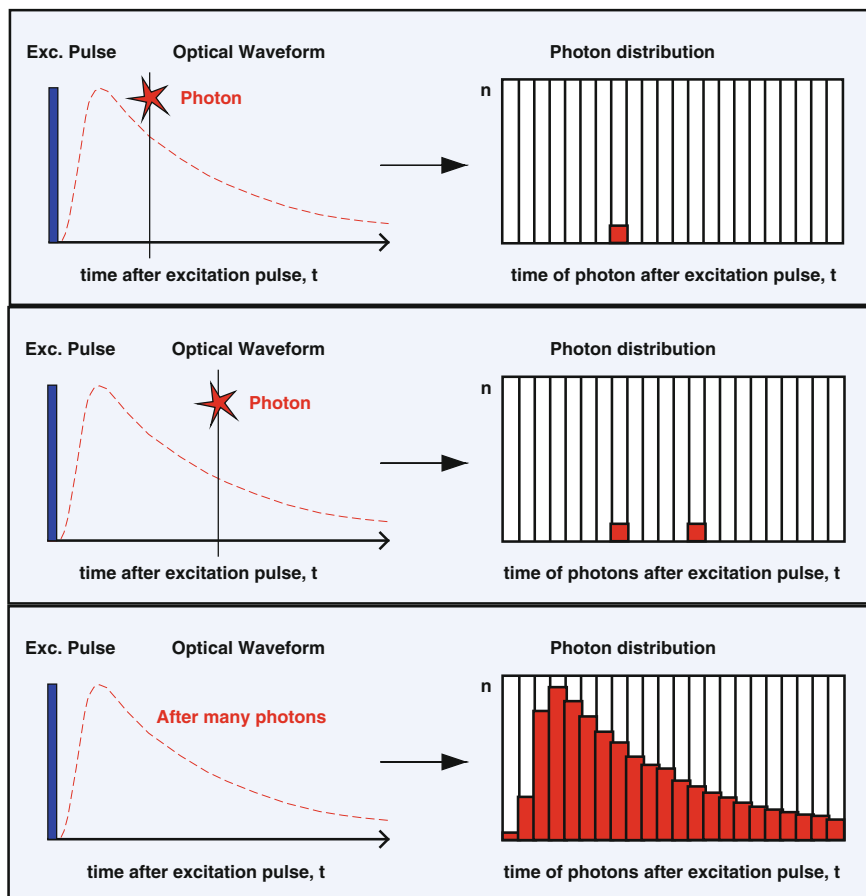 Exc. Pulse Optical Waveform Photon distribution
n
Photon
time after excitation pulse, t time of photon after excitation pulse, t
Exc. Pulse Optical Waveform Photon distribution
n
Photon
time after excitation pulse, t time of photons after excitation pulse, t
Exc. Pulse Optical Waveform Photon distribution
n
After many photons
time after excitation pulse, t time of photons after excitation pulse, t